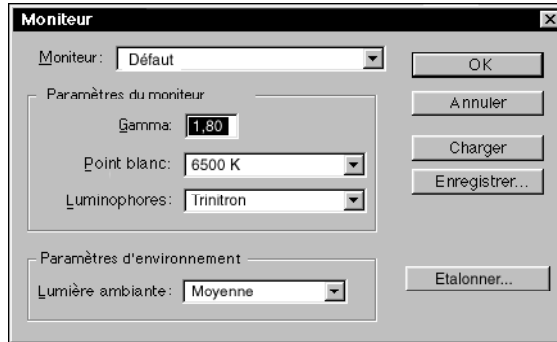 Moniteur
Moniteur: Défaut
OK
Paramètres du moniteur
Annuler
Gamma: 1,80
Charger
Point blanc: 6500 K
Enregistrer...
Luminophores: Trinitron
Paramètres d'environnement
Etalonner...
Lumière ambiante: Moyenne